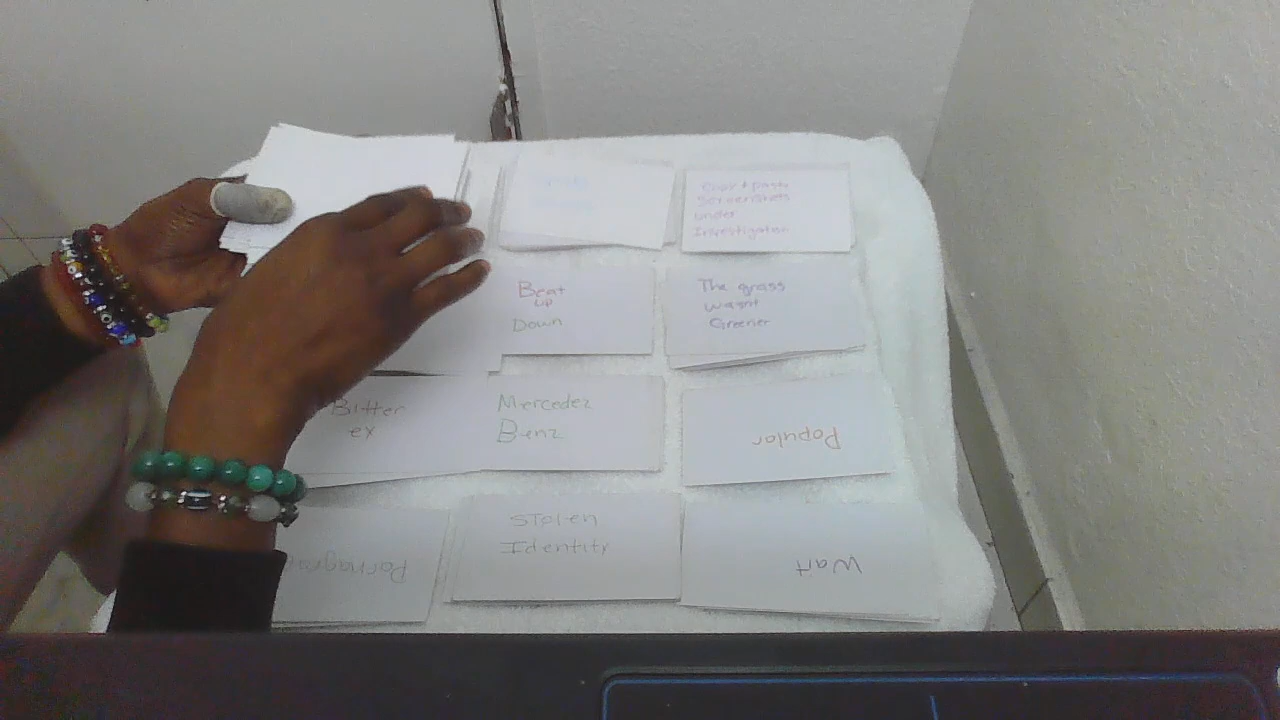 Copy + paste
Screenshots
under
Investigation
Beat
up
Down
The grass
wasnt
Greener
Bitter
ex
Mercedez
Benz
Popular
STolen
Identity
Wait